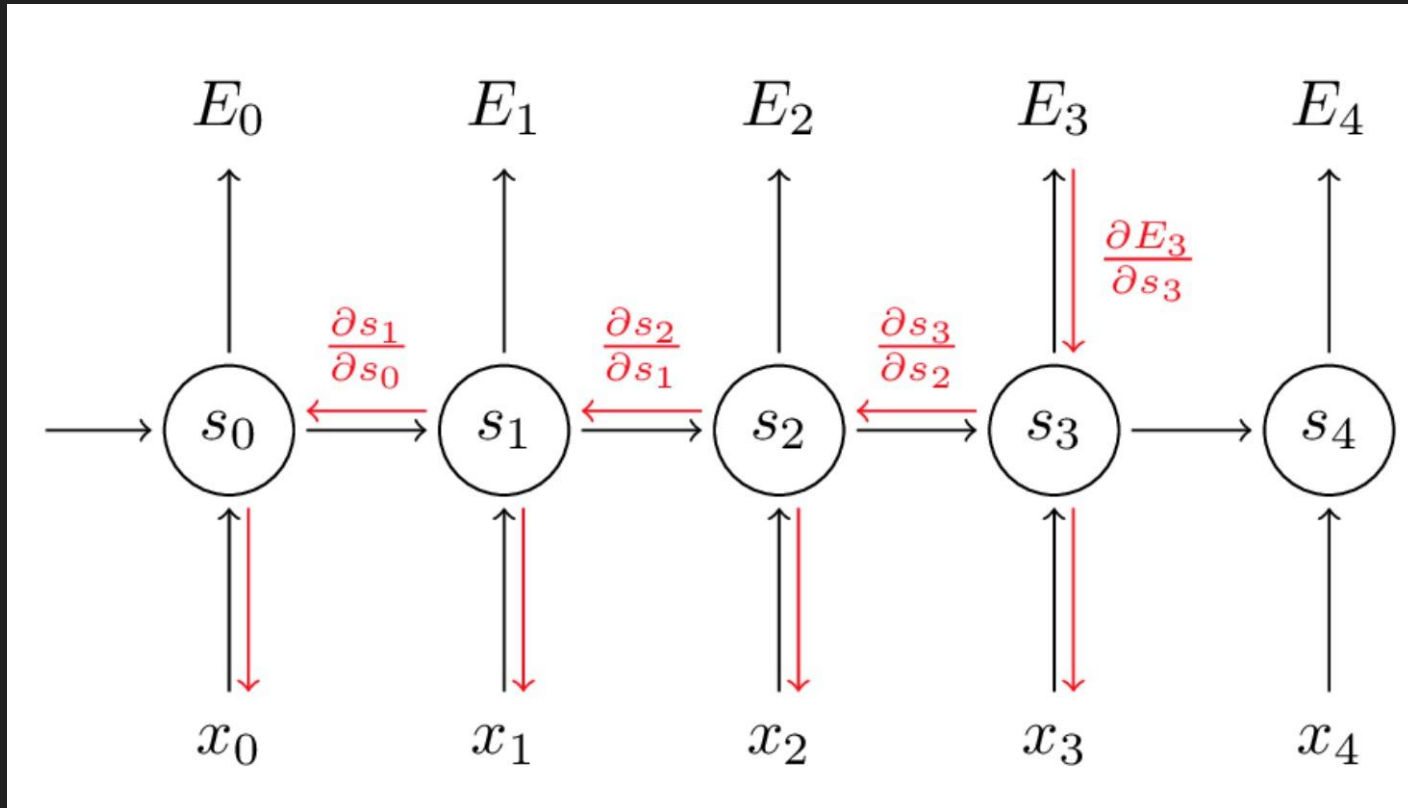 E₀ E₁ E₂ E₃ E₄
∂E₃/∂s₃
∂s₁/∂s₀ ∂s₂/∂s₁ ∂s₃/∂s₂
s₀ s₁ s₂ s₃ s₄
x₀ x₁ x₂ x₃ x₄